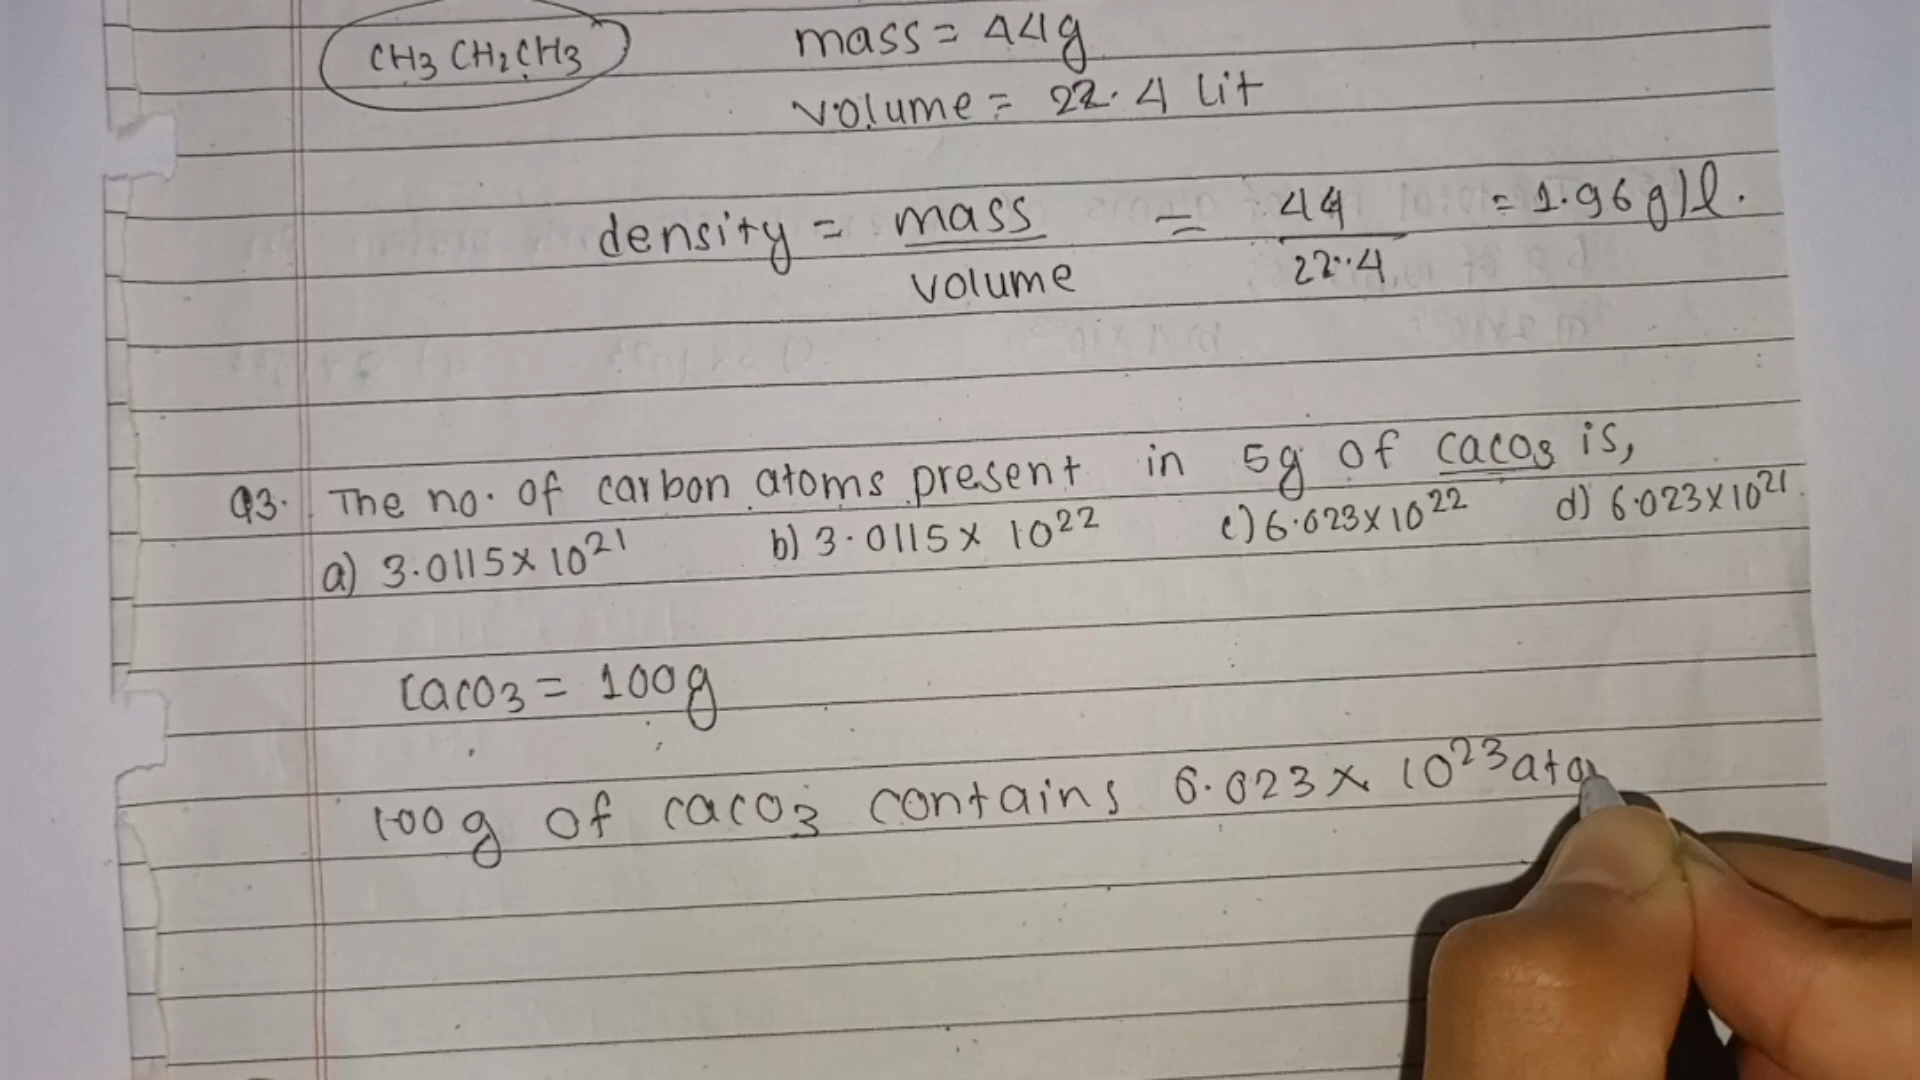 CH3 CH2 CH3
mass = 44g
volume = 22.4 lit
density = mass / volume = 44 / 22.4 = 1.96 g/l.
Q3. The no. of carbon atoms present in 5g of caco3 is,
a) 3.0115 x 10^21 b) 3.0115 x 10^22 c) 6.023 x 10^22 d) 6.023 x 10^21
caco3 = 100g
100g of caco3 contains 6.023 x 10^23 ato